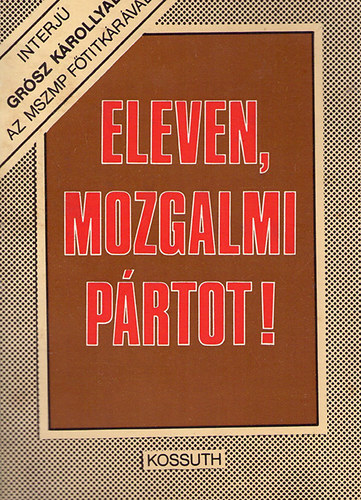 INTERJÚ
GRÓSZ KÁROLLYAL
AZ MSZMP FŐTITKÁRÁVAL
ELEVEN,
MOZGALMI
PÁRTOT!
KOSSUTH